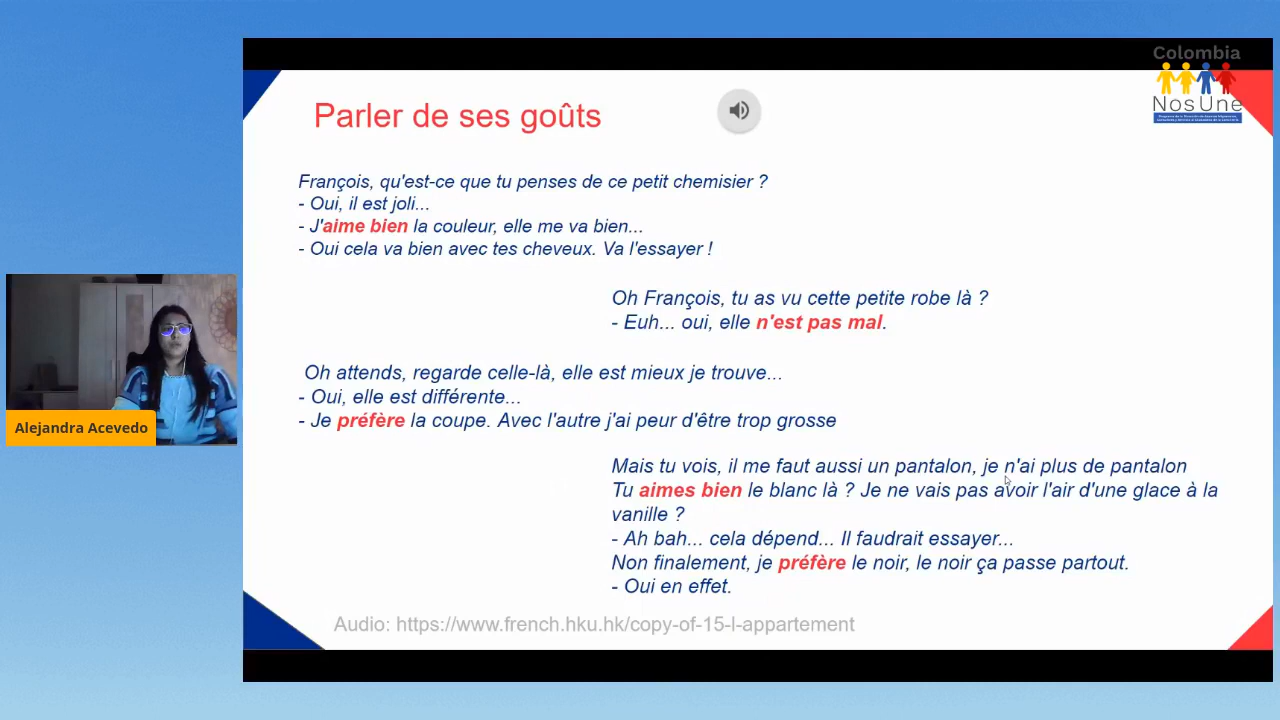 Colombia
NosUne
Parler de ses goûts
François, qu'est-ce que tu penses de ce petit chemisier ?
- Oui, il est joli...
- J'aime bien la couleur, elle me va bien...
- Oui cela va bien avec tes cheveux. Va l'essayer !
Oh François, tu as vu cette petite robe là ?
- Euh... oui, elle n'est pas mal.
Oh attends, regarde celle-là, elle est mieux je trouve...
- Oui, elle est différente...
- Je préfère la coupe. Avec l'autre j'ai peur d'être trop grosse
Mais tu vois, il me faut aussi un pantalon, je n'ai plus de pantalon
Tu aimes bien le blanc là ? Je ne vais pas avoir l'air d'une glace à la
vanille ?
- Ah bah... cela dépend... Il faudrait essayer...
Non finalement, je préfère le noir, le noir ça passe partout.
- Oui en effet.
Audio: https://www.french.hku.hk/copy-of-15-l-appartement
Alejandra Acevedo